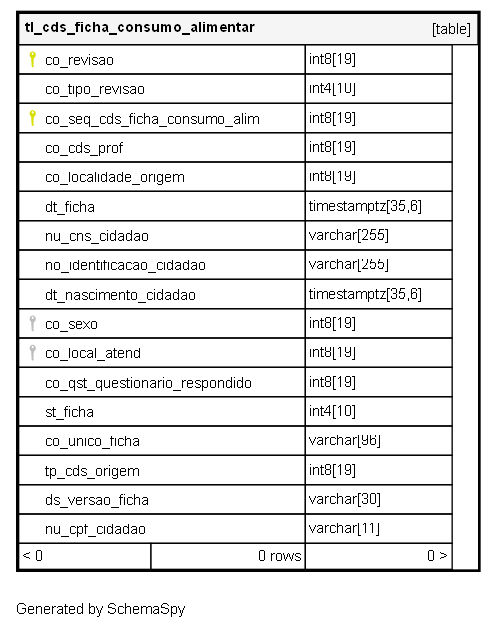 tl_cds_ficha_consumo_alimentar [table]
co_revisao int8[19]
co_tipo_revisao int4[10]
co_seq_cds_ficha_consumo_alim int8[19]
co_cds_prof int8[19]
co_localidade_origem int8[19]
dt_ficha timestamptz[35,6]
nu_cns_cidadao varchar[255]
no_identificacao_cidadao varchar[255]
dt_nascimento_cidadao timestamptz[35,6]
co_sexo int8[19]
co_local_atend int8[19]
co_qst_questionario_respondido int8[19]
st_ficha int4[10]
co_unico_ficha varchar[96]
tp_cds_origem int8[19]
ds_versao_ficha varchar[30]
nu_cpf_cidadao varchar[11]
< 0 0 rows 0 >
Generated by SchemaSpy